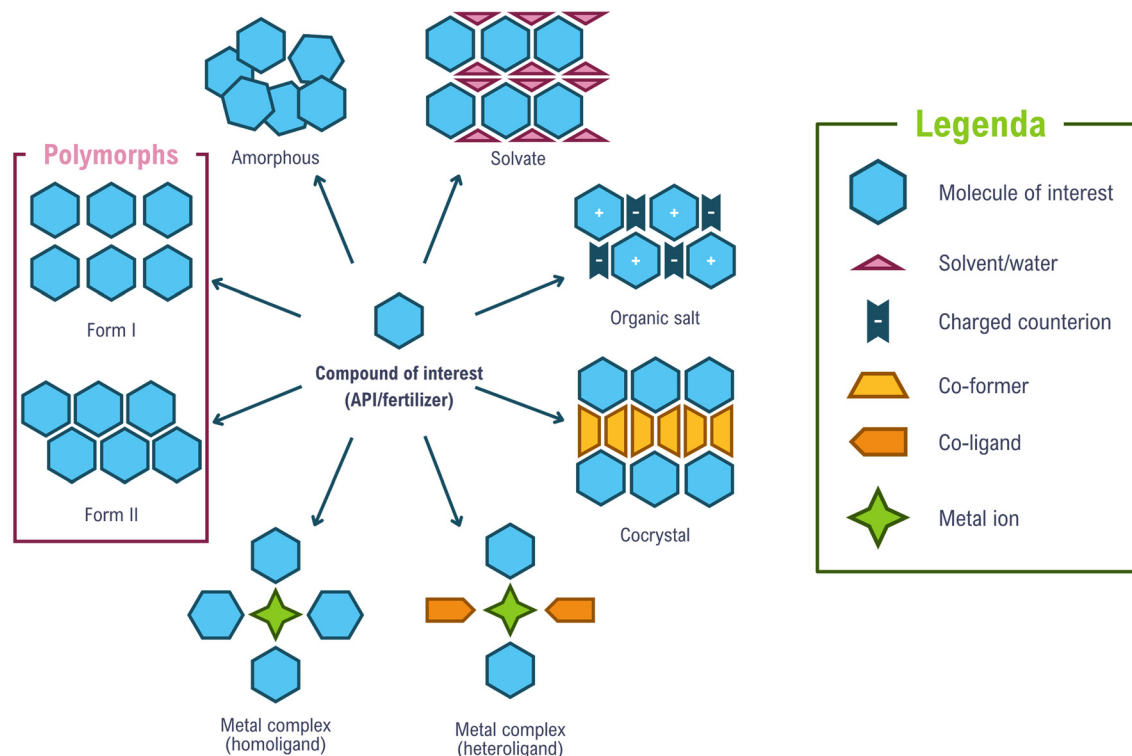 Amorphous
Solvate
Polymorphs
Form I
Form II
+ - + -
- + - +
Organic salt
Compound of interest
(API/fertilizer)
Cocrystal
Metal complex
(homoligand)
Metal complex
(heteroligand)
Legenda
Molecule of interest
Solvent/water
-
Charged counterion
Co-former
Co-ligand
Metal ion